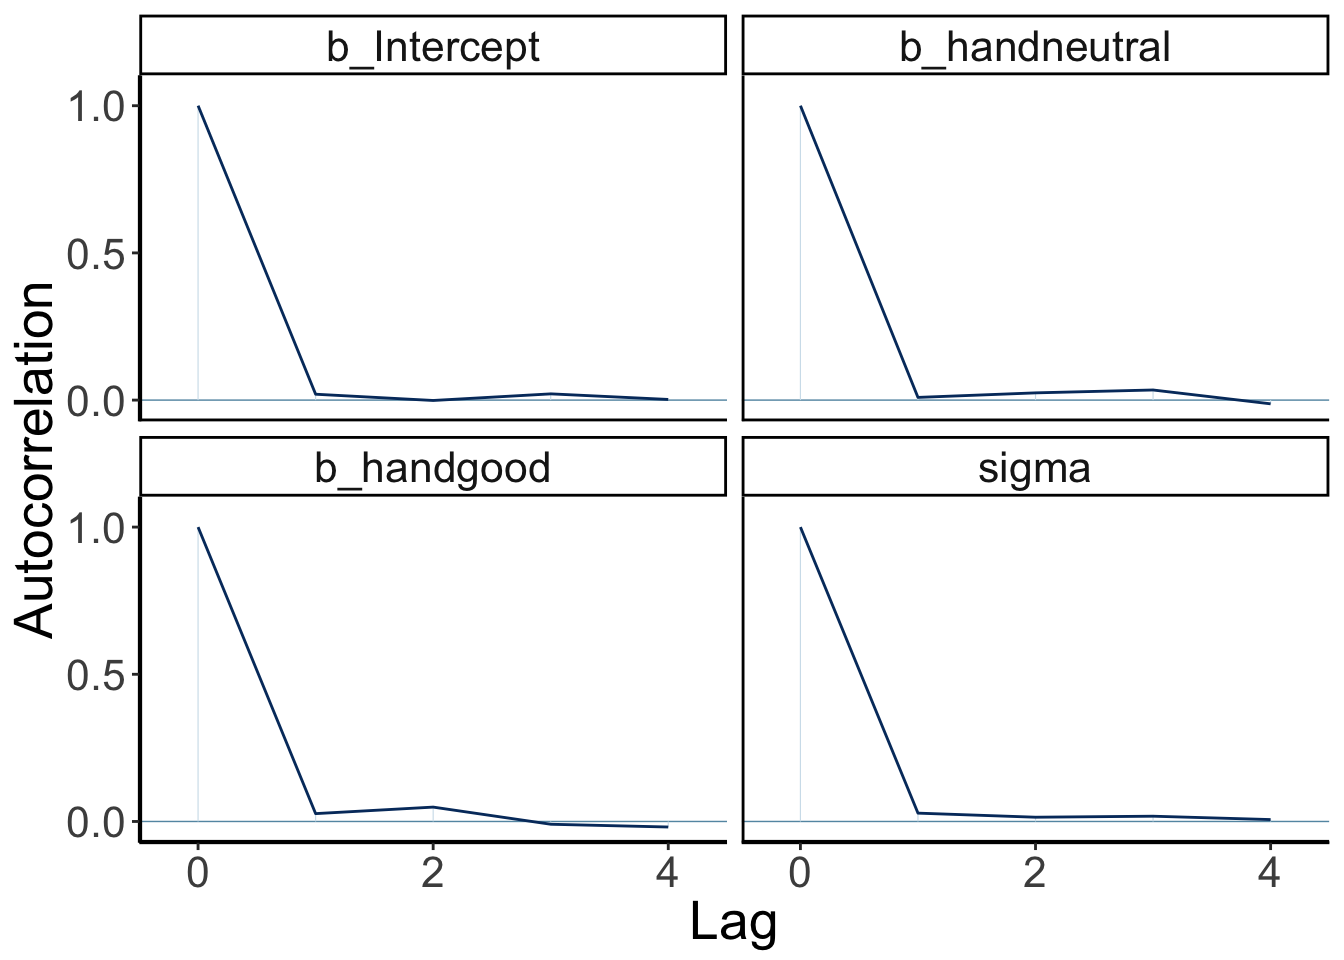 b_Intercept
b_handneutral
1.0
0.5
0.0
b_handgood
sigma
1.0
0.5
0.0
0 2 4
0 2 4
Lag
Autocorrelation